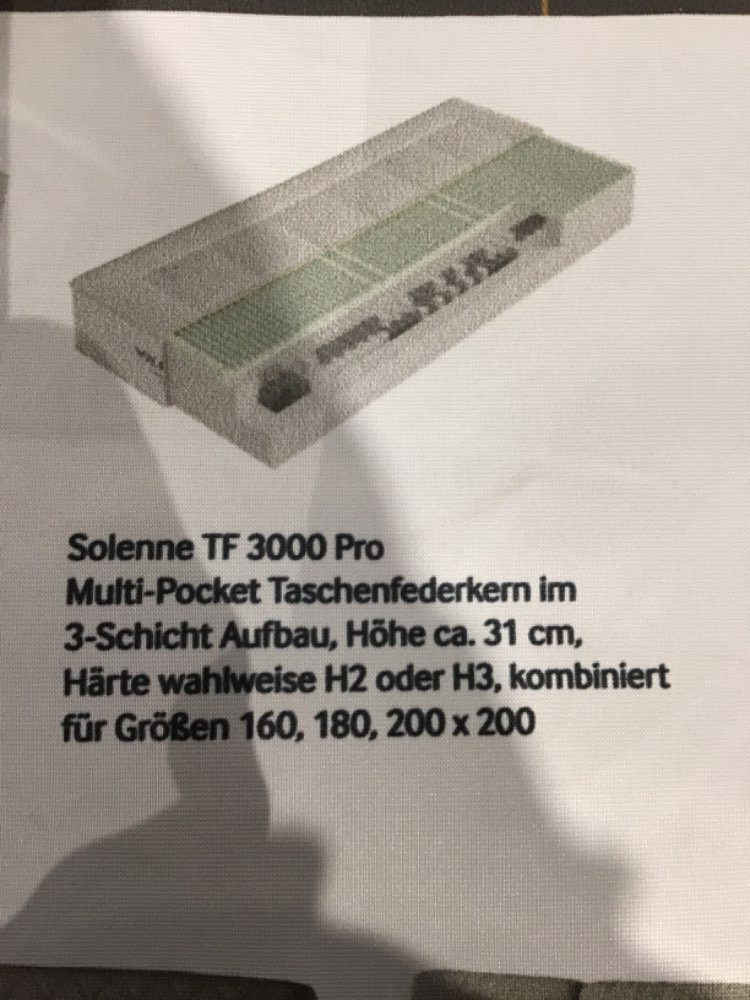 Solenne TF 3000 Pro
Multi-Pocket Taschenfederkern im
3-Schicht Aufbau, Höhe ca. 31 cm,
Härte wahlweise H2 oder H3, kombiniert
für Größen 160, 180, 200 x 200